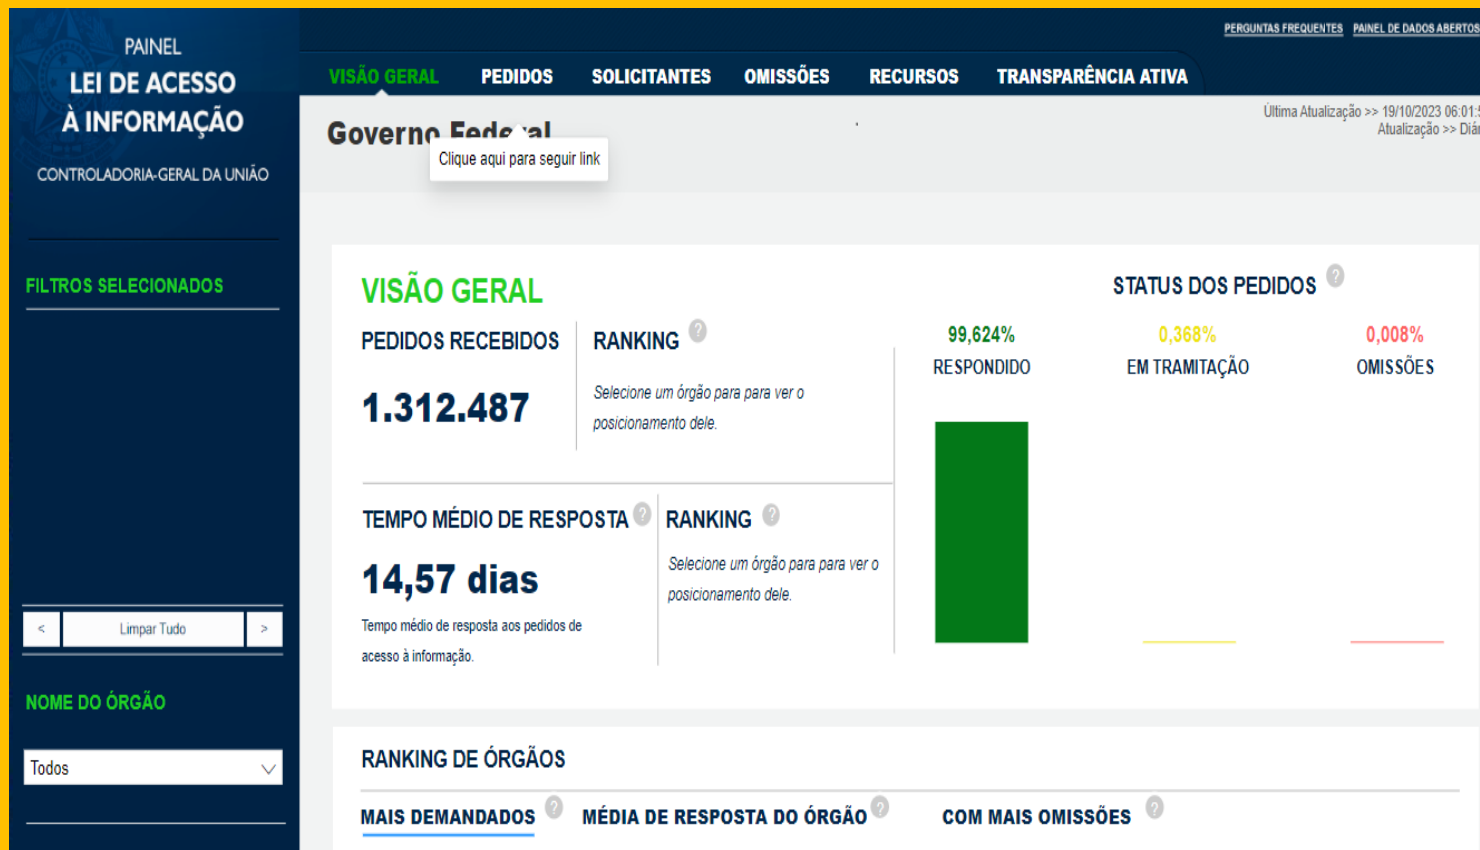 PAINEL
LEI DE ACESSO
À INFORMAÇÃO
CONTROLADORIA-GERAL DA UNIÃO
FILTROS SELECIONADOS
<
Limpar Tudo
>
NOME DO ÓRGÃO
Todos
PERGUNTAS FREQUENTES PAINEL DE DADOS ABERTOS
VISÃO GERAL PEDIDOS SOLICITANTES OMISSÕES RECURSOS TRANSPARÊNCIA ATIVA
Governo Federal
Clique aqui para seguir link
Última Atualização >> 19/10/2023 06:01:5
Atualização >> Diár
VISÃO GERAL
PEDIDOS RECEBIDOS
1.312.487
RANKING ?
Selecione um órgão para para ver o
posicionamento dele.
TEMPO MÉDIO DE RESPOSTA ?
14,57 dias
Tempo médio de resposta aos pedidos de
acesso à informação.
RANKING ?
Selecione um órgão para para ver o
posicionamento dele.
STATUS DOS PEDIDOS ?
99,624% 0,368% 0,008%
RESPONDIDO EM TRAMITAÇÃO OMISSÕES
RANKING DE ÓRGÃOS
MAIS DEMANDADOS ? MÉDIA DE RESPOSTA DO ÓRGÃO ? COM MAIS OMISSÕES ?